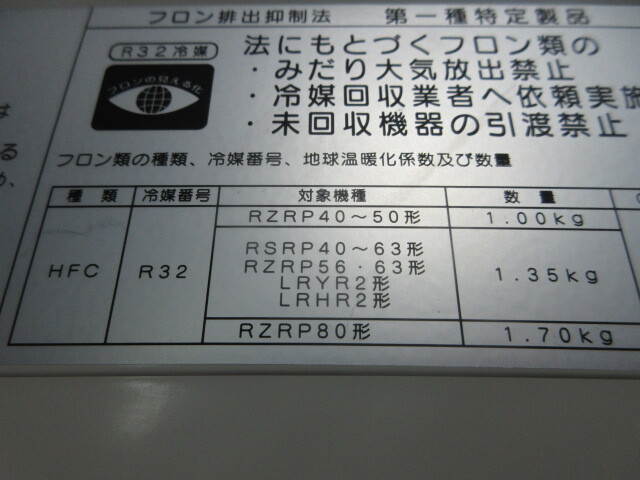 フロン排出抑制法　第一種特定製品
R32冷媒
フロンの見える化
法にもとづくフロン類の
・みだり大気放出禁止
・冷媒回収業者へ依頼実施
・未回収機器の引渡禁止
は
る
め、
フロン類の種類、冷媒番号、地球温暖化係数及び数量
種類 冷媒番号 対象機種 数量
RZRP40～50形 1.00kg
HFC R32
RSRP40～63形
RZRP56・63形
LRYR2形
LRHR2形
1.35kg
RZRP80形 1.70kg